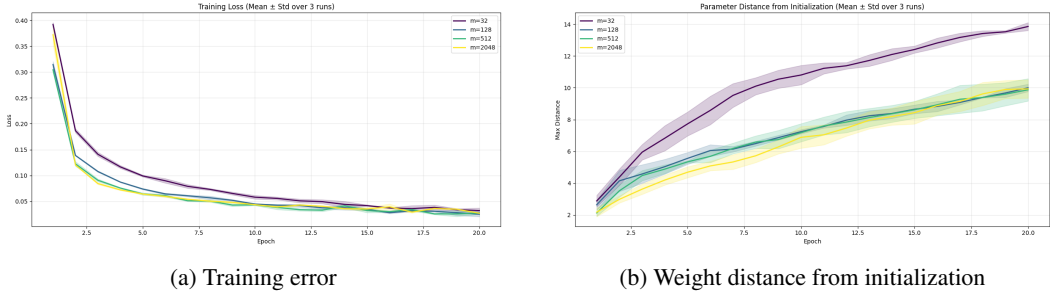 Training Loss (Mean ± Std over 3 runs)
0.40
0.35
0.30
0.25
0.20
0.15
0.10
0.05
Loss
2.5
5.0
7.5
10.0
12.5
15.0
17.5
20.0
Epoch
m=32
m=128
m=512
m=2048
(a) Training error
Parameter Distance from Initialization (Mean ± Std over 3 runs)
14
12
10
8
6
4
2
Max Distance
2.5
5.0
7.5
10.0
12.5
15.0
17.5
20.0
Epoch
m=32
m=128
m=512
m=2048
(b) Weight distance from initialization